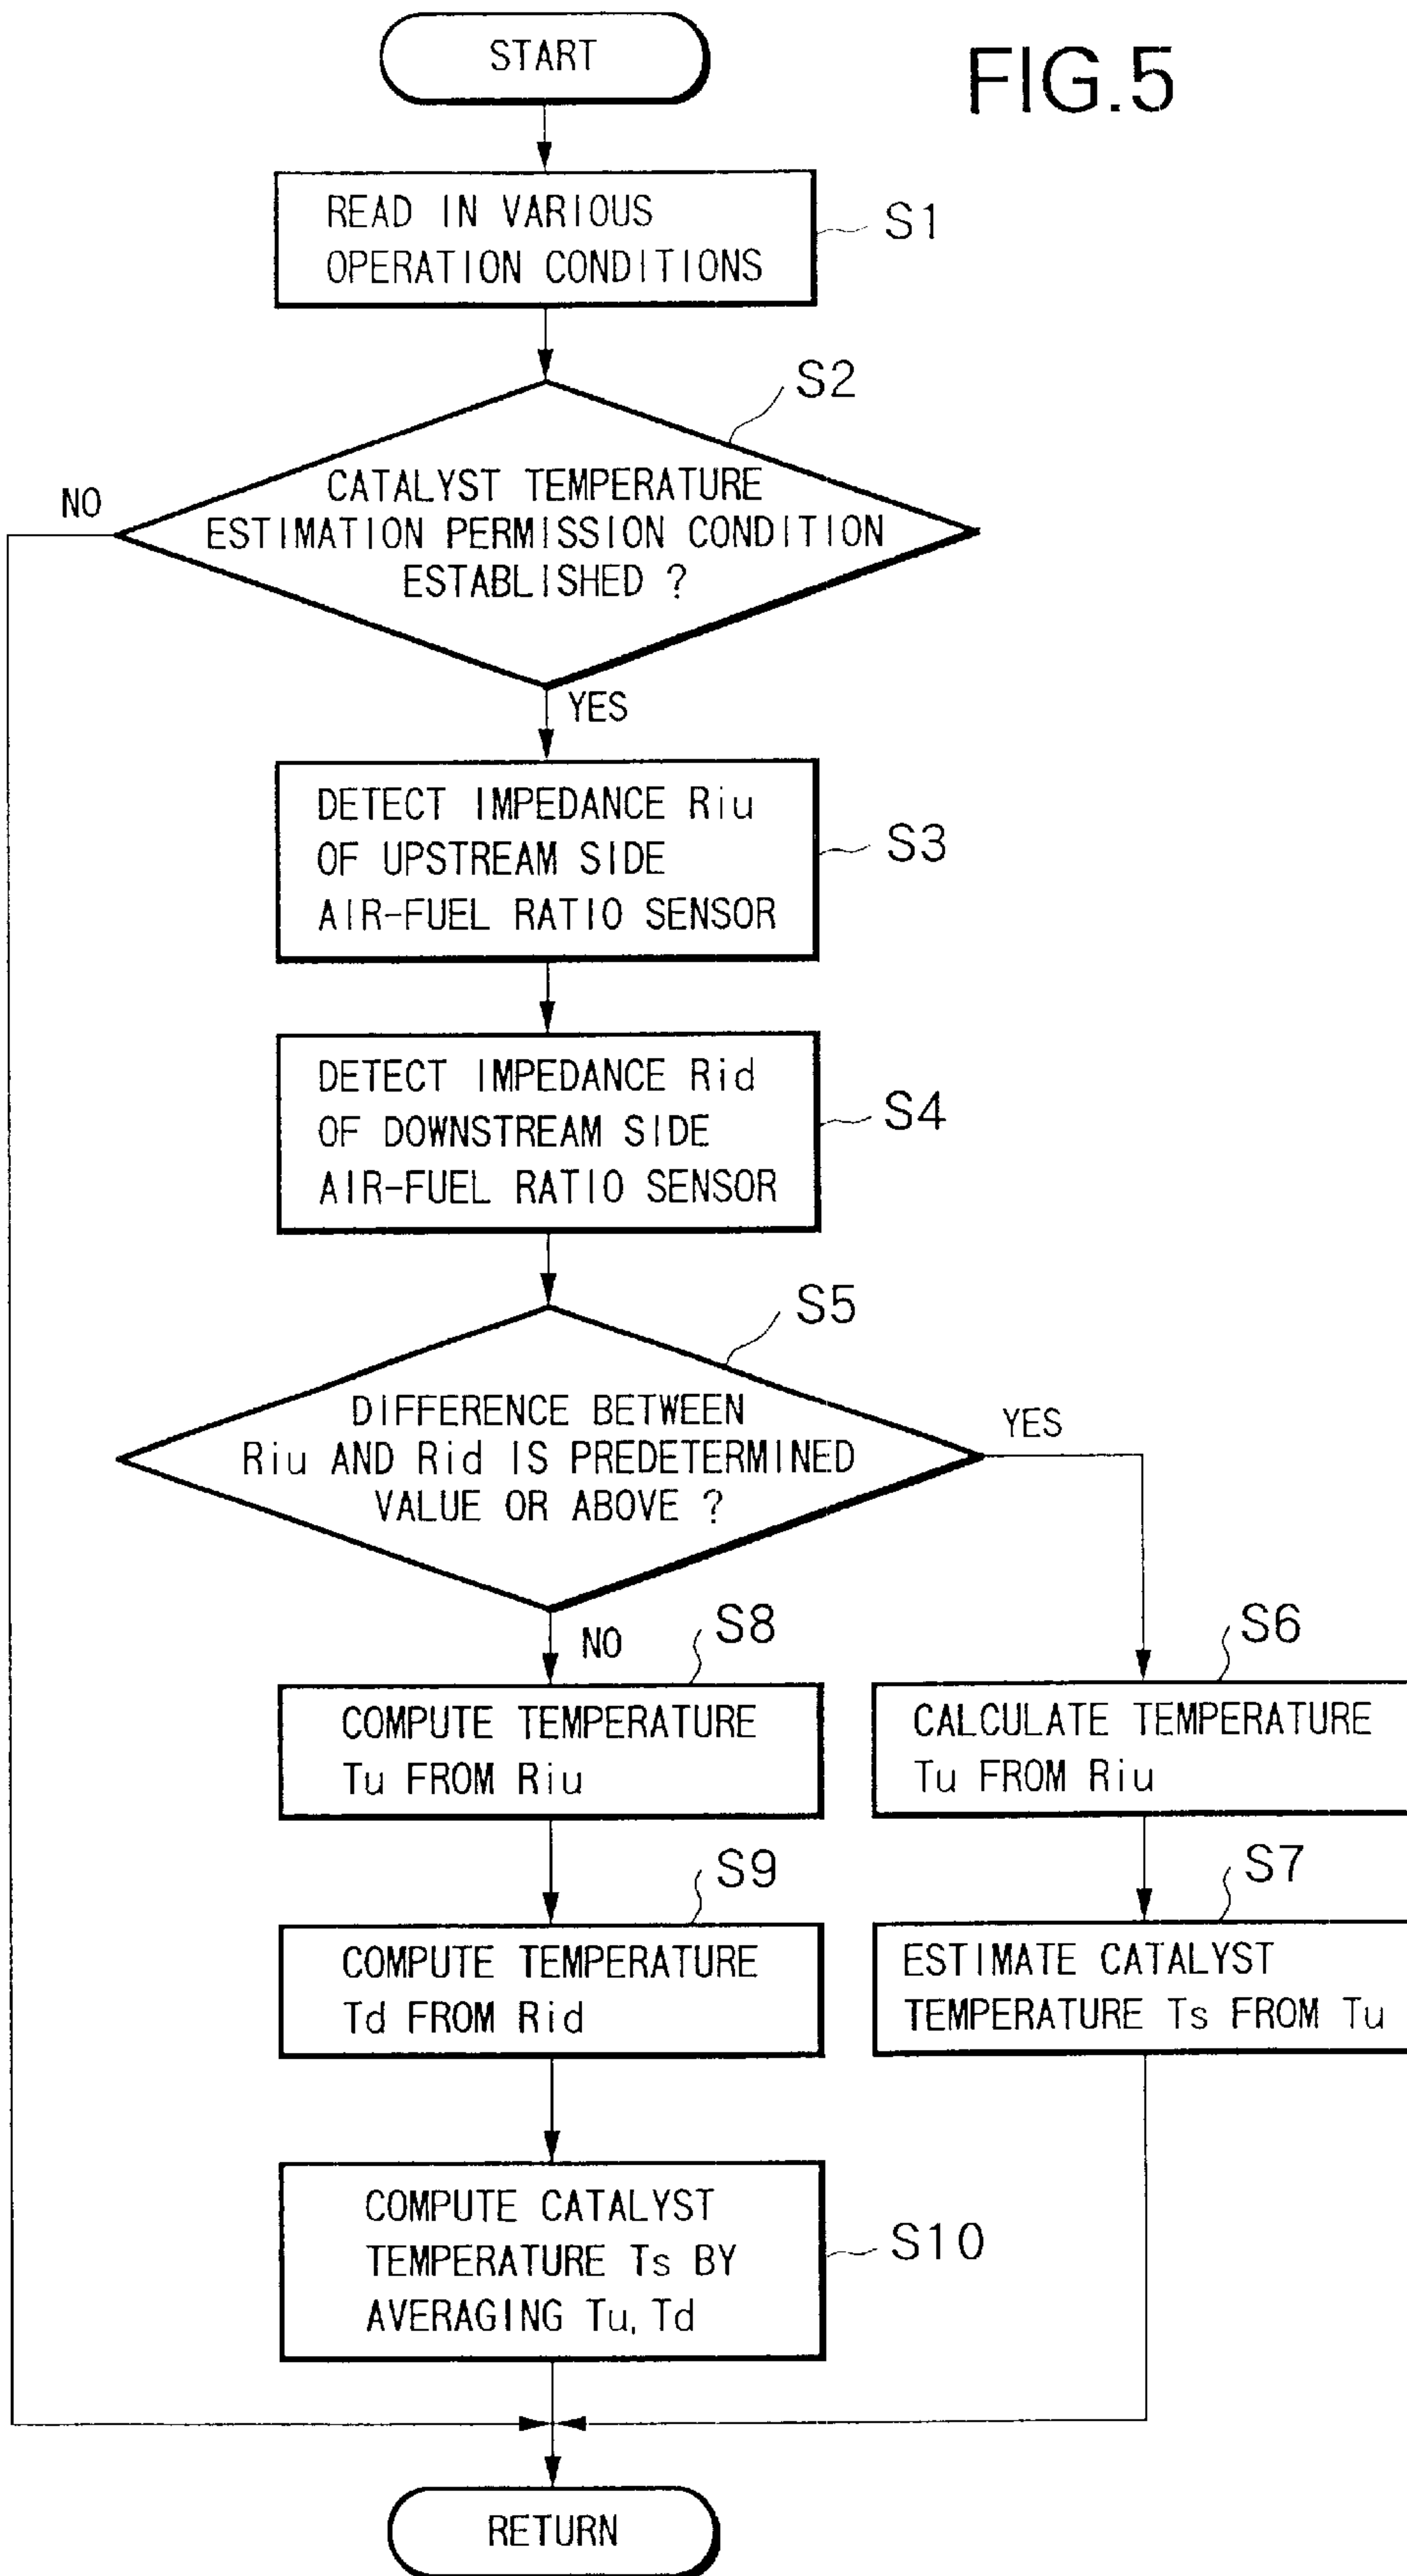 START
FIG.5
READ IN VARIOUS
OPERATION CONDITIONS
S1
S2
NO
CATALYST TEMPERATURE
ESTIMATION PERMISSION CONDITION
ESTABLISHED ?
YES
DETECT IMPEDANCE Riu
OF UPSTREAM SIDE
AIR-FUEL RATIO SENSOR
S3
DETECT IMPEDANCE Rid
OF DOWNSTREAM SIDE
AIR-FUEL RATIO SENSOR
S4
S5
DIFFERENCE BETWEEN
Riu AND Rid IS PREDETERMINED
VALUE OR ABOVE ?
YES
NO
S8
COMPUTE TEMPERATURE
Tu FROM Riu
S6
CALCULATE TEMPERATURE
Tu FROM Riu
S9
COMPUTE TEMPERATURE
Td FROM Rid
S7
ESTIMATE CATALYST
TEMPERATURE Ts FROM Tu
COMPUTE CATALYST
TEMPERATURE Ts BY
AVERAGING Tu, Td
S10
RETURN